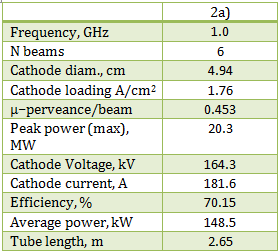 2a)
Frequency, GHz 1.0
N beams 6
Cathode diam., cm 4.94
Cathode loading A/cm² 1.76
µ−perveance/beam 0.453
Peak power (max), 20.3
MW
Cathode Voltage, kV 164.3
Cathode current, A 181.6
Efficiency, % 70.15
Average power, kW 148.5
Tube length, m 2.65